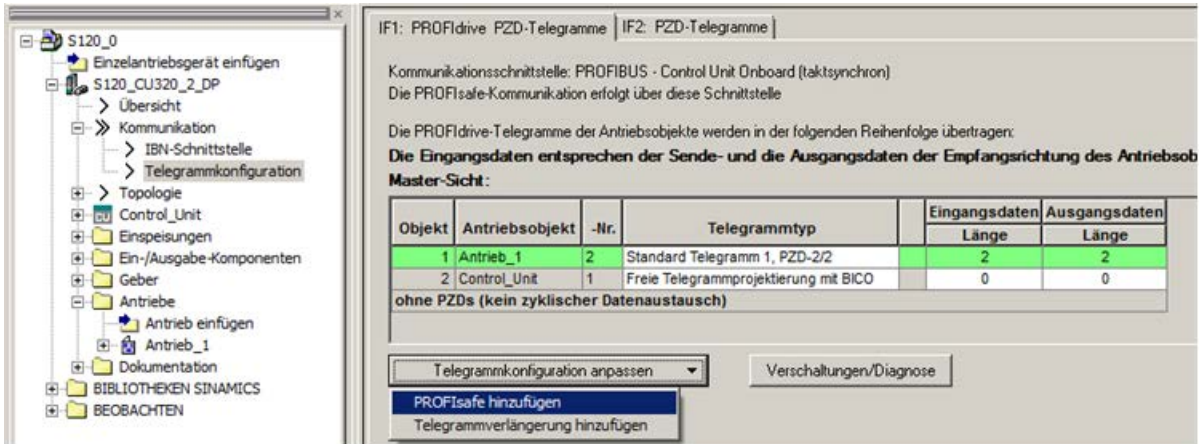 S120_0
Einzelantriebsgerät einfügen
S120_CU320_2_DP
Übersicht
Kommunikation
IBN-Schnittstelle
Telegrammkonfiguration
Topologie
Control_Unit
Einspeisungen
Ein-/Ausgabe-Komponenten
Geber
Antriebe
Antrieb einfügen
Antrieb_1
Dokumentation
BIBLIOTHEKEN SINAMICS
BEOBACHTEN
IF1: PROFIdrive PZD-Telegramme IF2: PZD-Telegramme
Kommunikationsschnittstelle: PROFIBUS - Control Unit Onboard (taktsynchron)
Die PROFIsafe-Kommunikation erfolgt über diese Schnittstelle
Die PROFIdrive-Telegramme der Antriebsobjekte werden in der folgenden Reihenfolge übertragen:
Die Eingangsdaten entsprechen der Sende- und die Ausgangsdaten der Empfangsrichtung des Antriebsob
Master-Sicht:
Objekt Antriebsobjekt -Nr. Telegrammtyp Eingangsdaten Ausgangsdaten
Länge Länge
1 Antrieb_1 2 Standard Telegramm 1, PZD-2/2 2 2
2 Control_Unit 1 Freie Telegrammprojektierung mit BICO 0 0
ohne PZDs (kein zyklischer Datenaustausch)
Telegrammkonfiguration anpassen Verschaltungen/Diagnose
PROFIsafe hinzufügen
Telegrammverlängerung hinzufügen